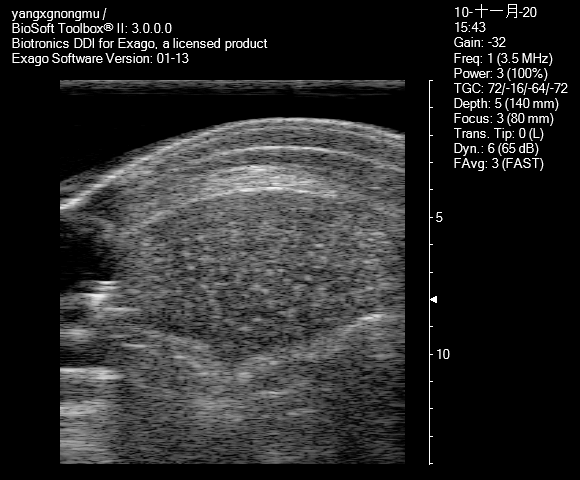 yangxgnongmu /
BioSoft Toolbox® II: 3.0.0.0
Biotronics DDI for Exago, a licensed product
Exago Software Version: 01-13
10-十一月-20
15:43
Gain: -32
Freq: 1 (3.5 MHz)
Power: 3 (100%)
TGC: 72/-16/-64/-72
Depth: 5 (140 mm)
Focus: 3 (80 mm)
Trans. Tip: 0 (L)
Dyn.: 6 (65 dB)
FAvg: 3 (FAST)
5
10